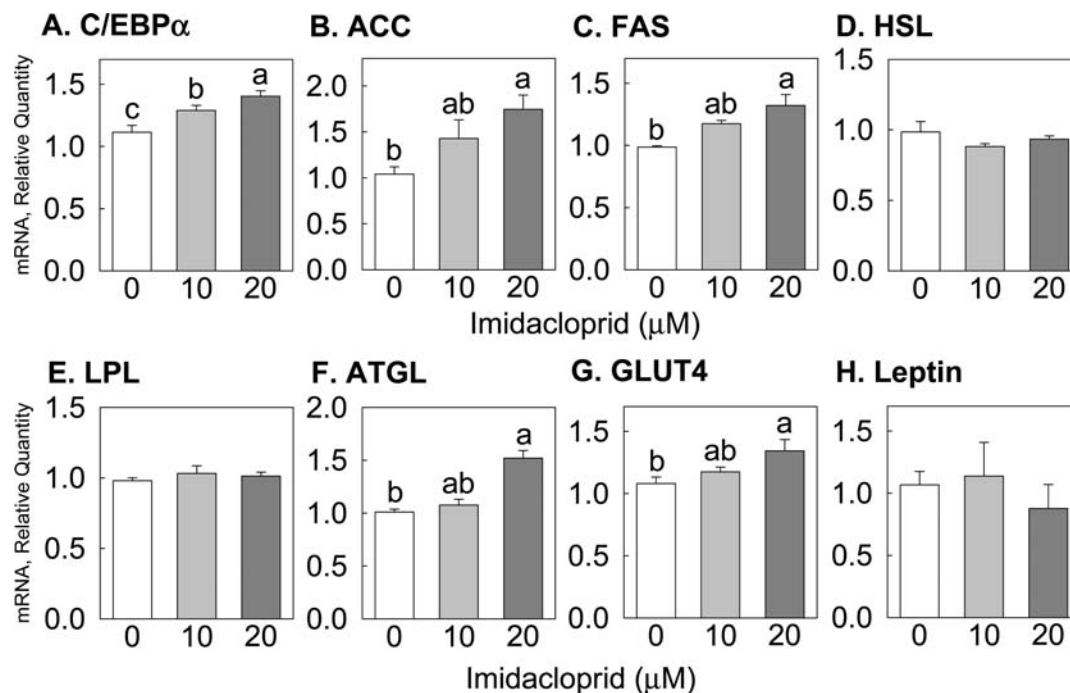 A. C/EBPα
B. ACC
C. FAS
D. HSL
mRNA, Relative Quantity
1.5
1.0
0.5
0.0
c
b
a
0 10 20
2.0
1.5
1.0
0.5
0.0
b
ab
a
0 10 20
1.5
1.0
0.5
0.0
b
ab
a
0 10 20
1.5
1.0
0.5
0.0
0 10 20
Imidacloprid (μM)
E. LPL
F. ATGL
G. GLUT4
H. Leptin
mRNA, Relative Quantity
1.5
1.0
0.5
0.0
0 10 20
2.0
1.5
1.0
0.5
0.0
b
ab
a
0 10 20
1.5
1.0
0.5
0.0
b
ab
a
0 10 20
1.5
1.0
0.5
0.0
0 10 20
Imidacloprid (μM)